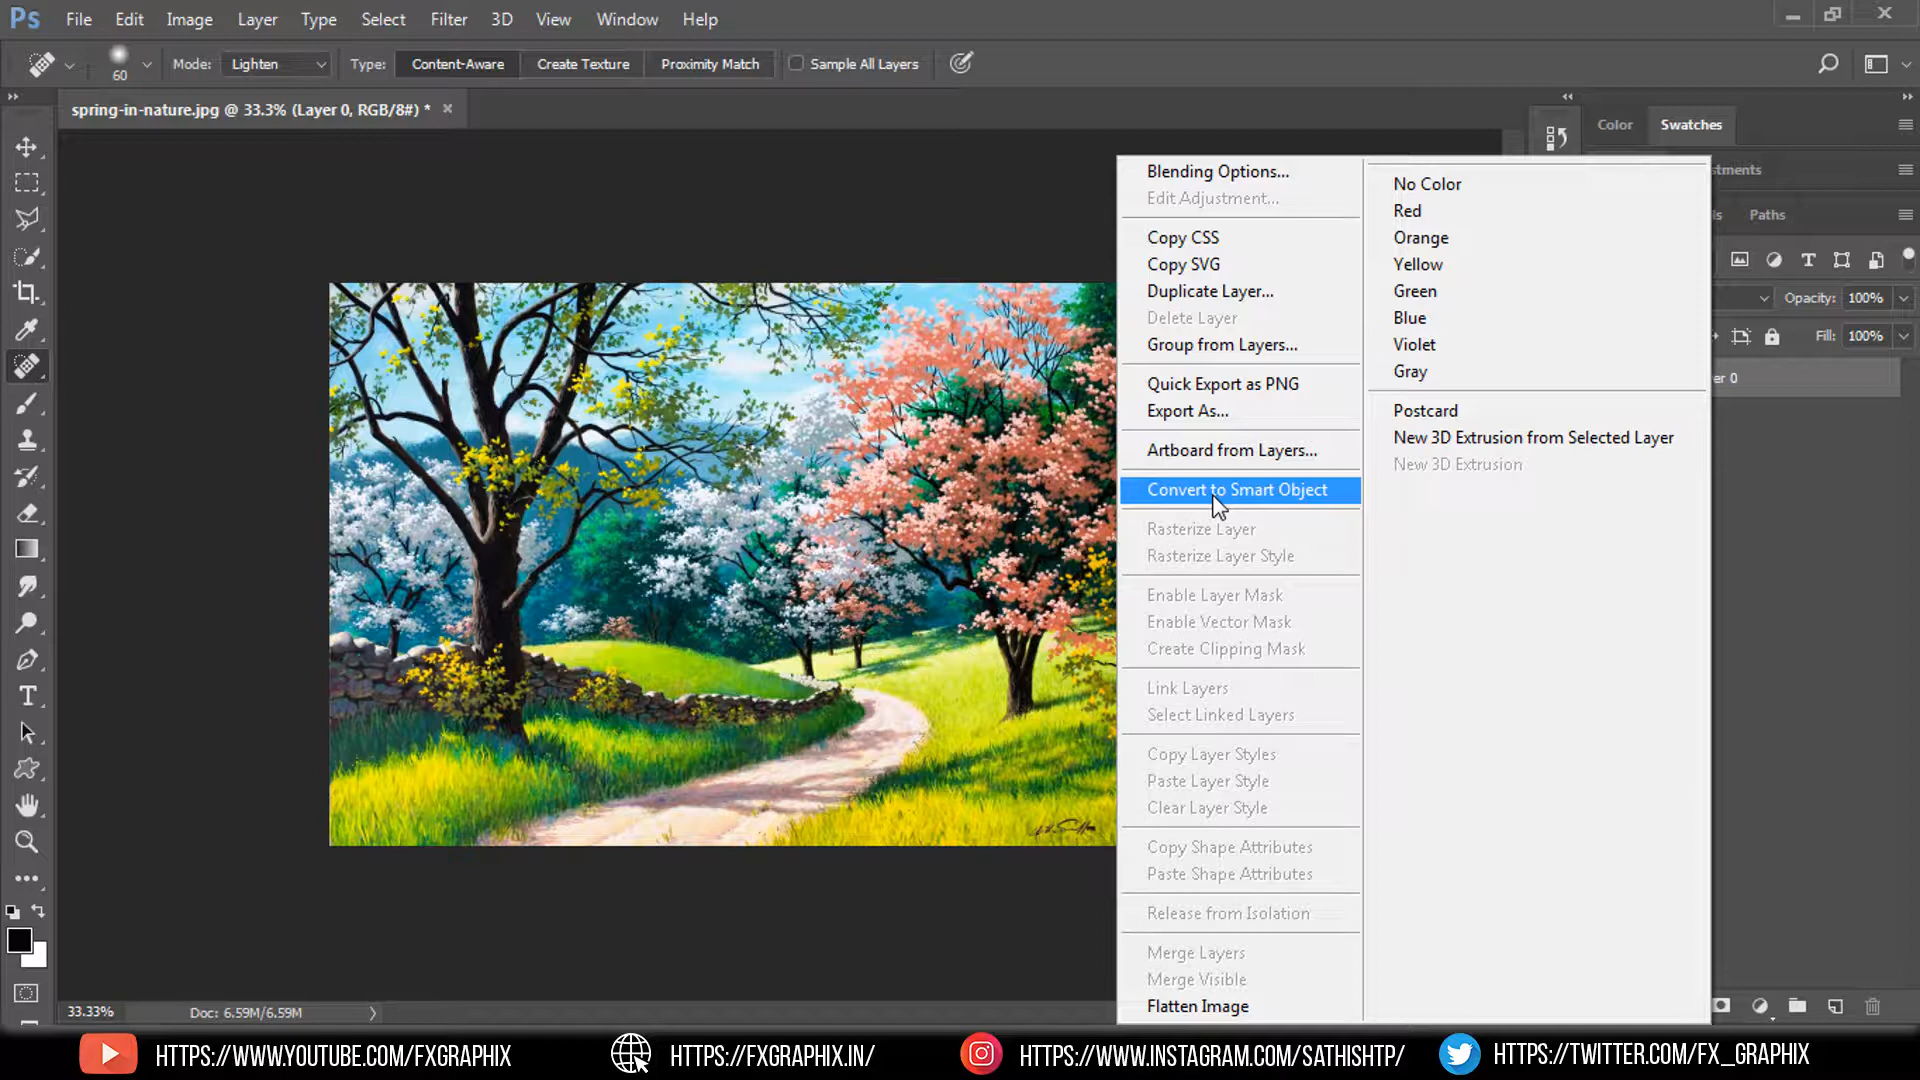 Ps File Edit Image Layer Type Select Filter 3D View Window Help
60 Mode: Lighten Type: Content-Aware Create Texture Proximity Match Sample All Layers
spring-in-nature.jpg @ 33.3% (Layer 0, RGB/8#) *
Color Swatches
stments
ls Paths
Opacity: 100%
Fill: 100%
er 0
Blending Options...
Edit Adjustment...
Copy CSS
Copy SVG
Duplicate Layer...
Delete Layer
Group from Layers...
Quick Export as PNG
Export As...
Artboard from Layers...
Convert to Smart Object
Rasterize Layer
Rasterize Layer Style
Enable Layer Mask
Enable Vector Mask
Create Clipping Mask
Link Layers
Select Linked Layers
Copy Layer Styles
Paste Layer Style
Clear Layer Style
Copy Shape Attributes
Paste Shape Attributes
Release from Isolation
Merge Layers
Merge Visible
Flatten Image
No Color
Red
Orange
Yellow
Green
Blue
Violet
Gray
Postcard
New 3D Extrusion from Selected Layer
New 3D Extrusion
33.33% Doc: 6.59M/6.59M
HTTPS://WWW.YOUTUBE.COM/FXGRAPHIX HTTPS://FXGRAPHIX.IN/ HTTPS://WWW.INSTAGRAM.COM/SATHISHTP/ HTTPS://TWITTER.COM/FX_GRAPHIX